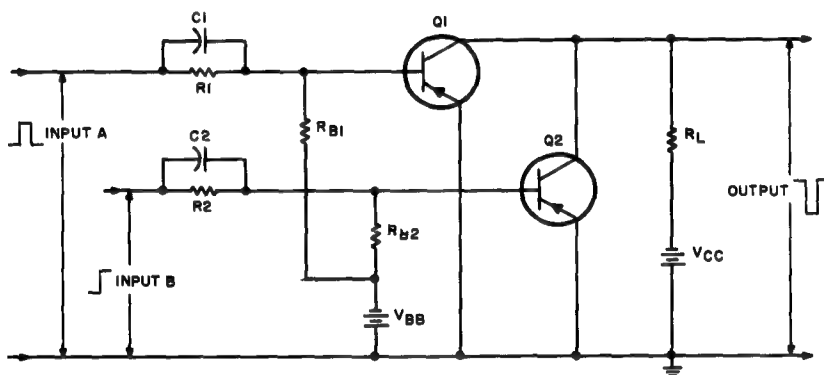 C1
Q1
R1
INPUT A
RB1
C2
Q2
RL
R2
OUTPUT
RB2
INPUT B
VCC
VBB